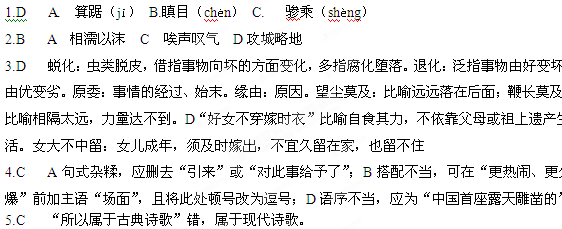 1.D A 箕踞（jī） B.瞋目（chēn） C. 骖乘（shèng）
2.B A 相濡以沫 C 唉声叹气 D 攻城略地
3.D 蜕化：虫类脱皮，借指事物向坏的方面变化，多指腐化堕落。退化：泛指事物由好变坏
由优变劣。原委：事情的经过、始末。缘由：原因。望尘莫及：比喻远远落在后面；鞭长莫及
比喻相隔太远，力量达不到。D“好女不穿嫁时衣”比喻自食其力，不依靠父母或祖上遗产生
活。女大不中留：女儿成年，须及时嫁出，不宜久留在家，也留不住
4.C A 句式杂糅，应删去“引来”或“对此事给予了”；B 搭配不当，可在“更热闹、更火
爆”前加主语“场面”，且将此处顿号改为逗号；D 语序不当，应为“中国首座露天雕凿的”
5.C “所以属于古典诗歌”错，属于现代诗歌。